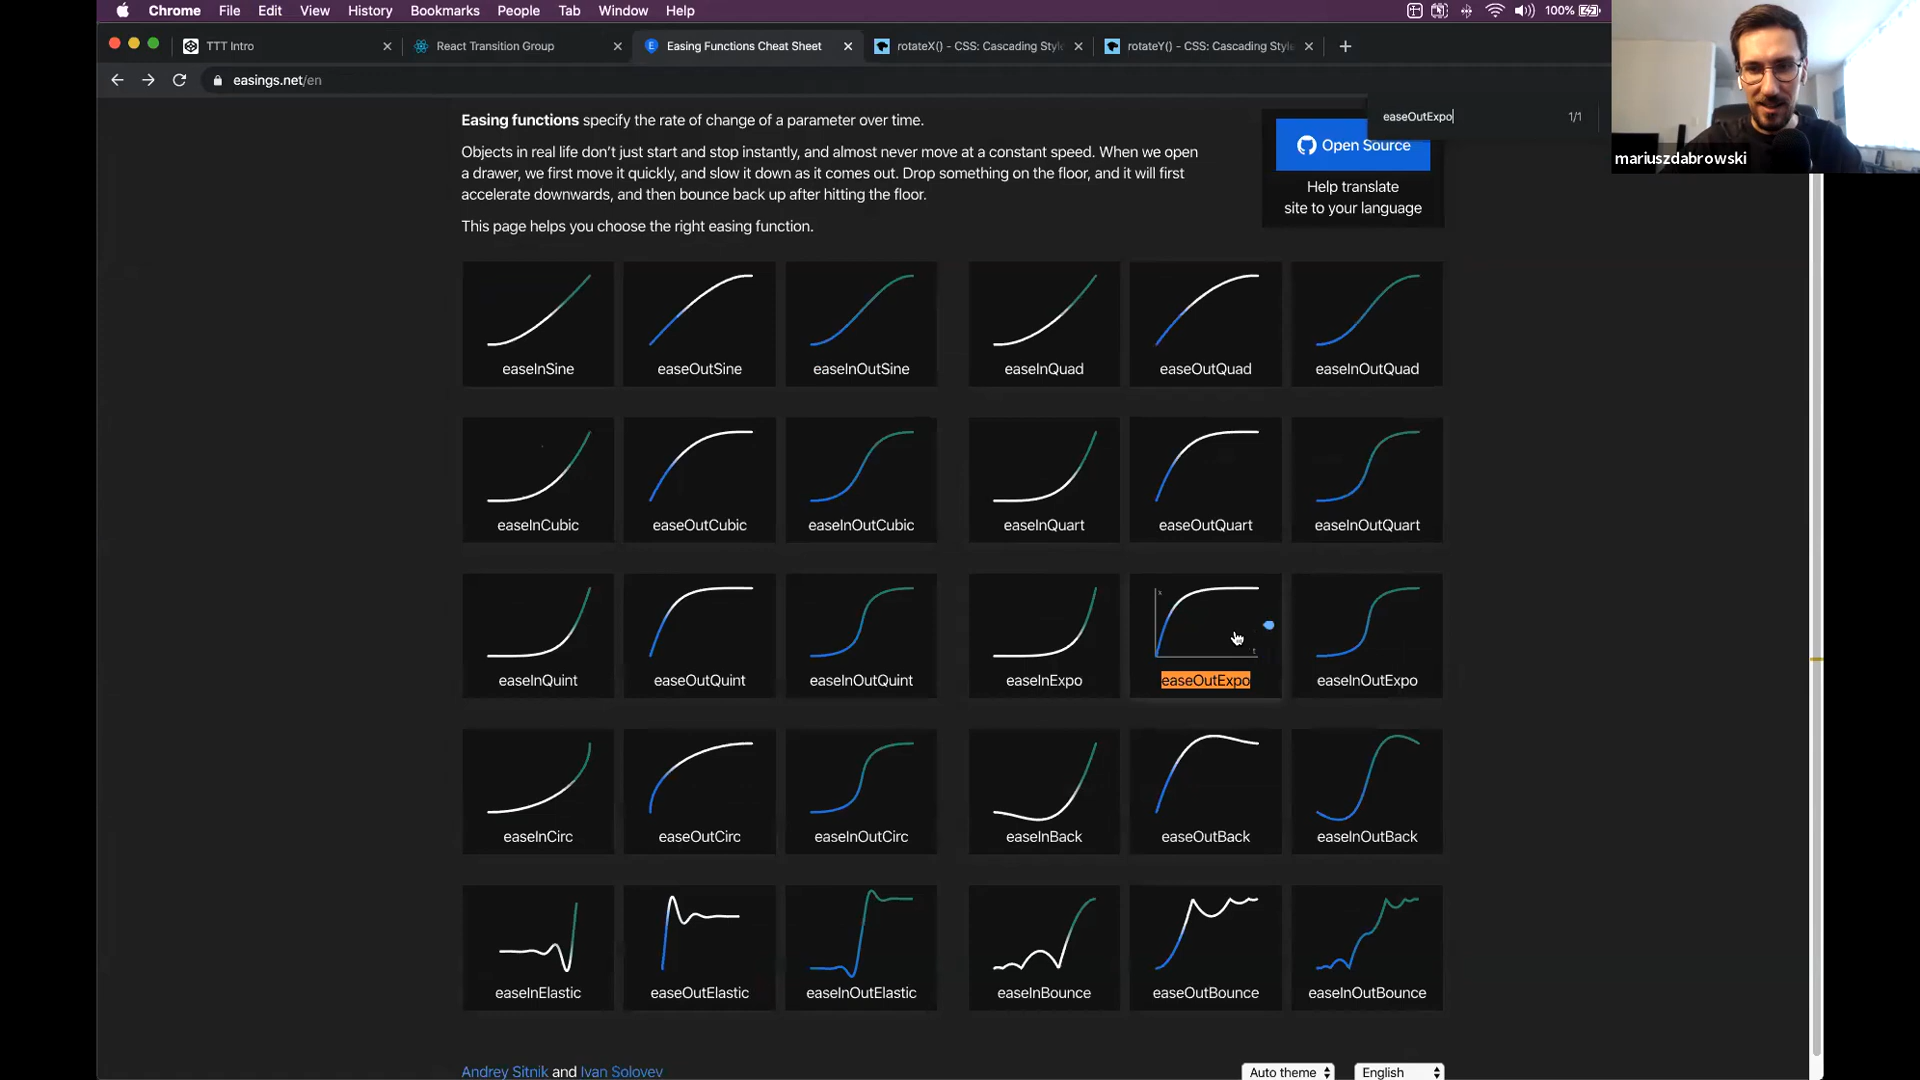 Chrome File Edit View History Bookmarks People Tab Window Help 100%
TTT Intro React Transition Group Easing Functions Cheat Sheet rotateX() - CSS: Cascading Style rotateY() - CSS: Cascading Style
easings.net/en
easeOutExpo 1/1
mariuszdabrowski
Easing functions specify the rate of change of a parameter over time.
Objects in real life don't just start and stop instantly, and almost never move at a constant speed. When we open
a drawer, we first move it quickly, and slow it down as it comes out. Drop something on the floor, and it will first
accelerate downwards, and then bounce back up after hitting the floor.
This page helps you choose the right easing function.
Open Source
Help translate
site to your language
easeInSine easeOutSine easeInOutSine easeInQuad easeOutQuad easeInOutQuad
easeInCubic easeOutCubic easeInOutCubic easeInQuart easeOutQuart easeInOutQuart
x
t
easeInQuint easeOutQuint easeInOutQuint easeInExpo easeOutExpo easeInOutExpo
easeInCirc easeOutCirc easeInOutCirc easeInBack easeOutBack easeInOutBack
easeInElastic easeOutElastic easeInOutElastic easeInBounce easeOutBounce easeInOutBounce
Andrey Sitnik and Ivan Solovev Auto theme English